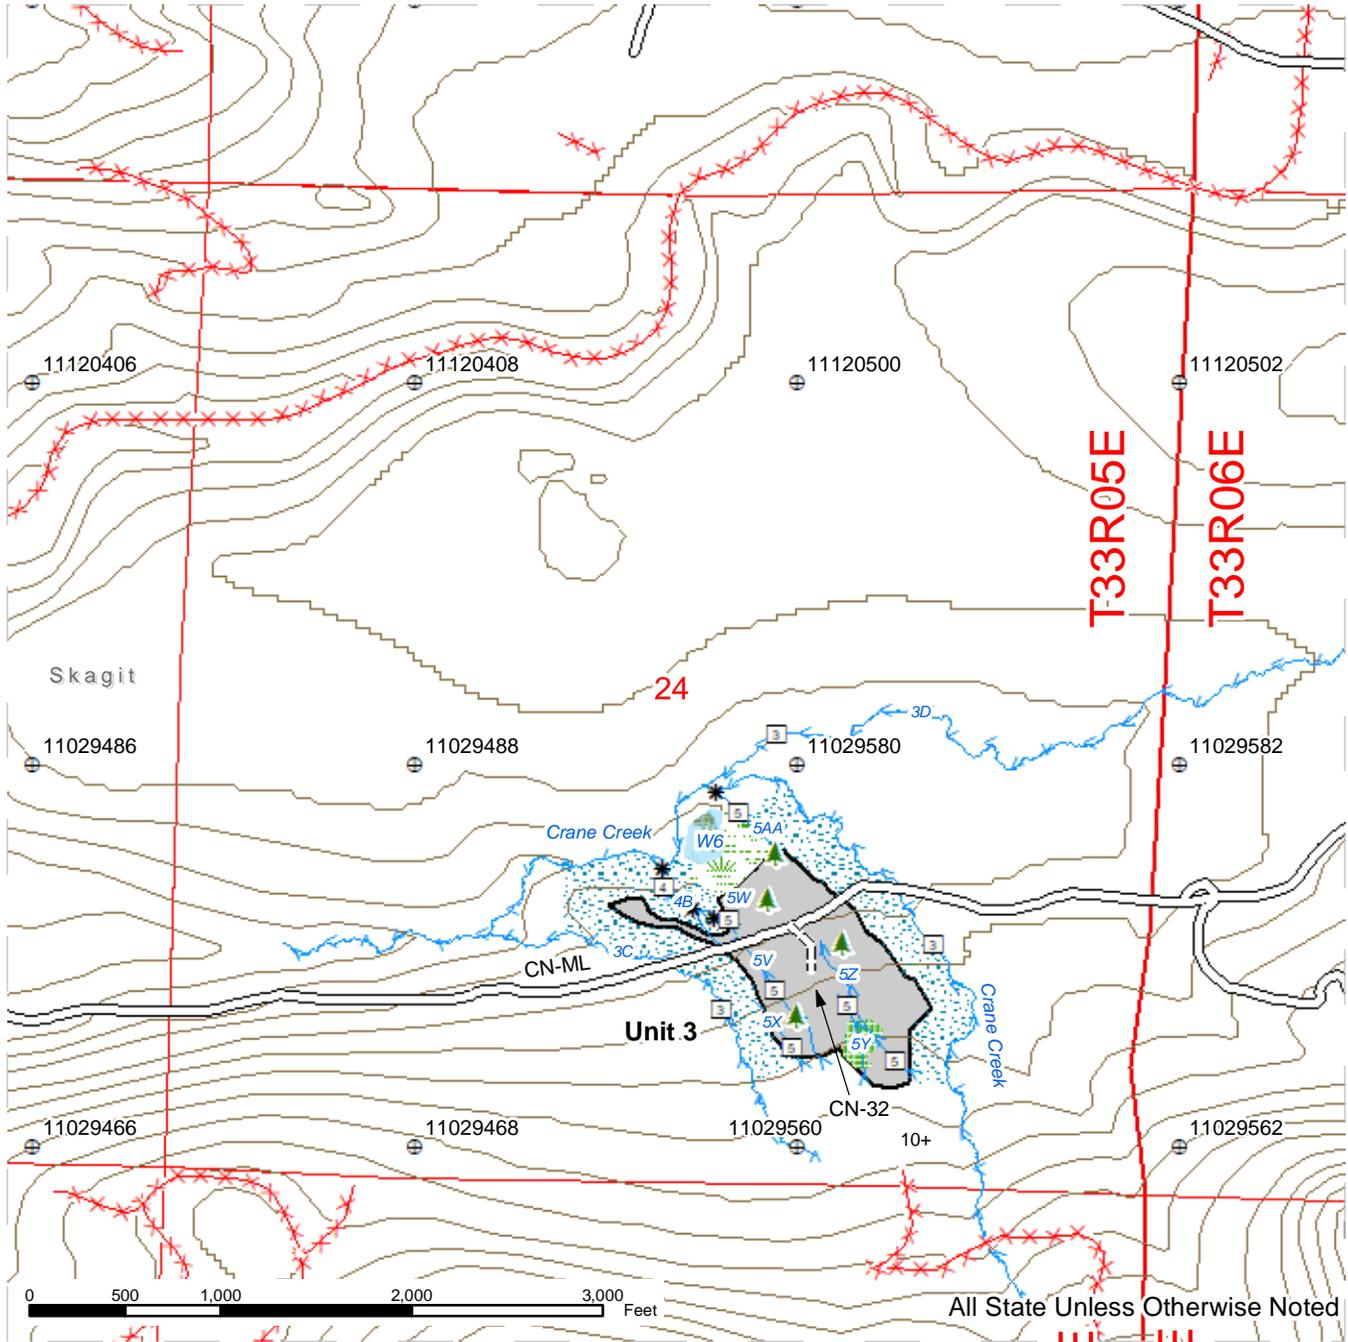 11120406
11120408
11120500
11120502
T33R05E
T33R06E
Skagit
24
3D
3
11029486
11029488
11029580
11029582
5
5AA
Crane Creek
W6
4
5W
4B
5
3
3C
5V
CN-ML
5Z
5
5
3
5X
Crane Creek
Unit 3
5Y
5
5
CN-32
11029466
11029468
11029560
10+
11029562
0 500 1,000 2,000 3,000 Feet
All State Unless Otherwise Noted